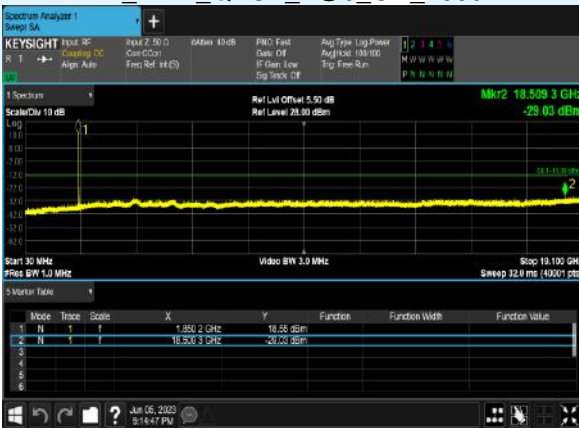 Spectrum Analyzer 1
Swept SA
+
KEYSIGHT Input: RF Input Z: 50 Ω #Atten: 40 dB PNO: Fast Avg Type: Log-Power 1 2 3 4 5 6
R T Coupling: DC Corr CCorr Gate: Off Avg|Hold: 100/100 M W W W W W
Align: Auto Freq Ref: Int (S) IF Gain: Low Trig: Free Run
Sig Track: Off P N N N N N
1 Spectrum Ref Lvl Offset 5.50 dB Mkr2 18.509 3 GHz
Scale/Div 10 dB Ref Level 28.00 dBm -29.03 dBm
Log
1
2
Start 30 MHz Video BW 3.0 MHz Stop 19.100 GHz
#Res BW 1.0 MHz Sweep 32.0 ms (40001 pts
5 Marker Table
Mode Trace Scale X Y Function Function Width Function Value
1 N 1 f 1.850 2 GHz 18.55 dBm
2 N 1 f 18.509 3 GHz -29.03 dBm
3
4
5
6
? Jun 05, 2023